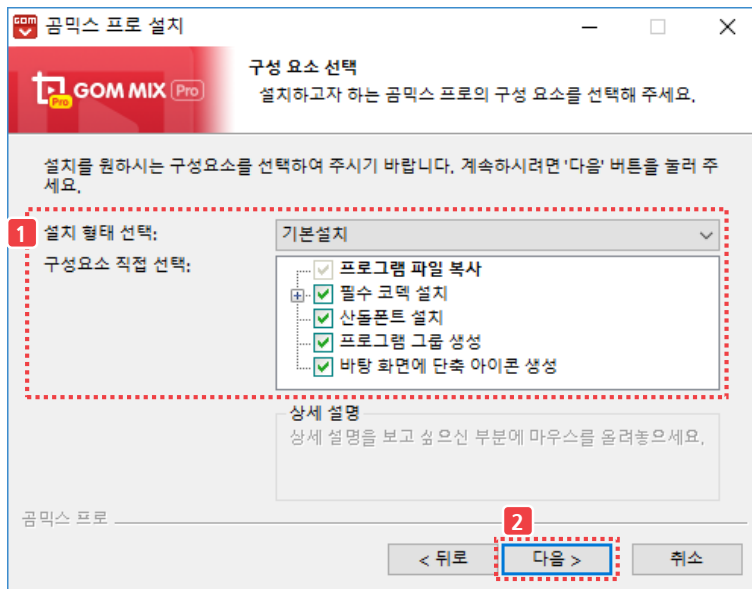 곰믹스 프로 설치
GOM MIX Pro
구성 요소 선택
설치하고자 하는 곰믹스 프로의 구성 요소를 선택해 주세요.
설치를 원하시는 구성요소를 선택하여 주시기 바랍니다. 계속하시려면 '다음' 버튼을 눌러 주
세요.
1
설치 형태 선택:
기본설치
구성요소 직접 선택:
프로그램 파일 복사
필수 코덱 설치
산돌폰트 설치
프로그램 그룹 생성
바탕 화면에 단축 아이콘 생성
상세 설명
상세 설명을 보고 싶으신 부분에 마우스를 올려놓으세요.
곰믹스 프로
2
< 뒤로
다음 >
취소